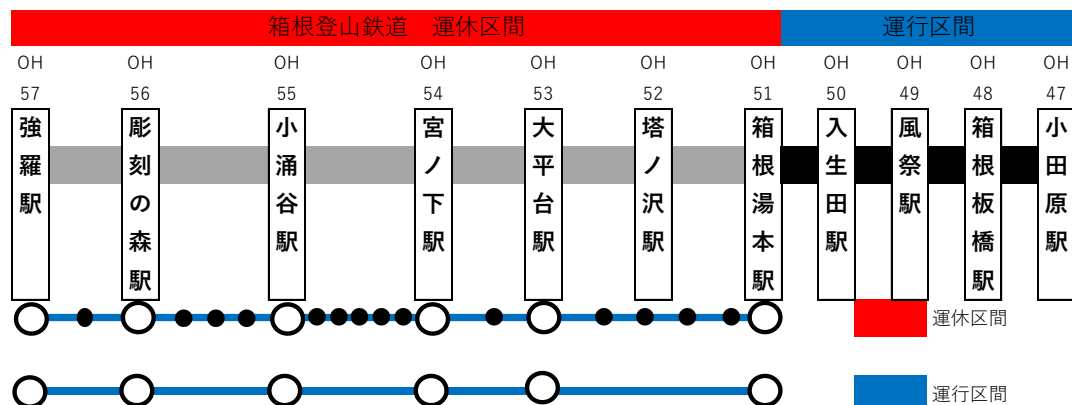 箱根登山鉄道　運休区間
運行区間
OH OH OH OH OH OH OH OH OH OH OH
57 56 55 54 53 52 51 50 49 48 47
強羅駅
彫刻の森駅
小涌谷駅
宮ノ下駅
大平台駅
塔ノ沢駅
箱根湯本駅
入生田駅
風祭駅
箱根板橋駅
小田原駅
運休区間
運行区間